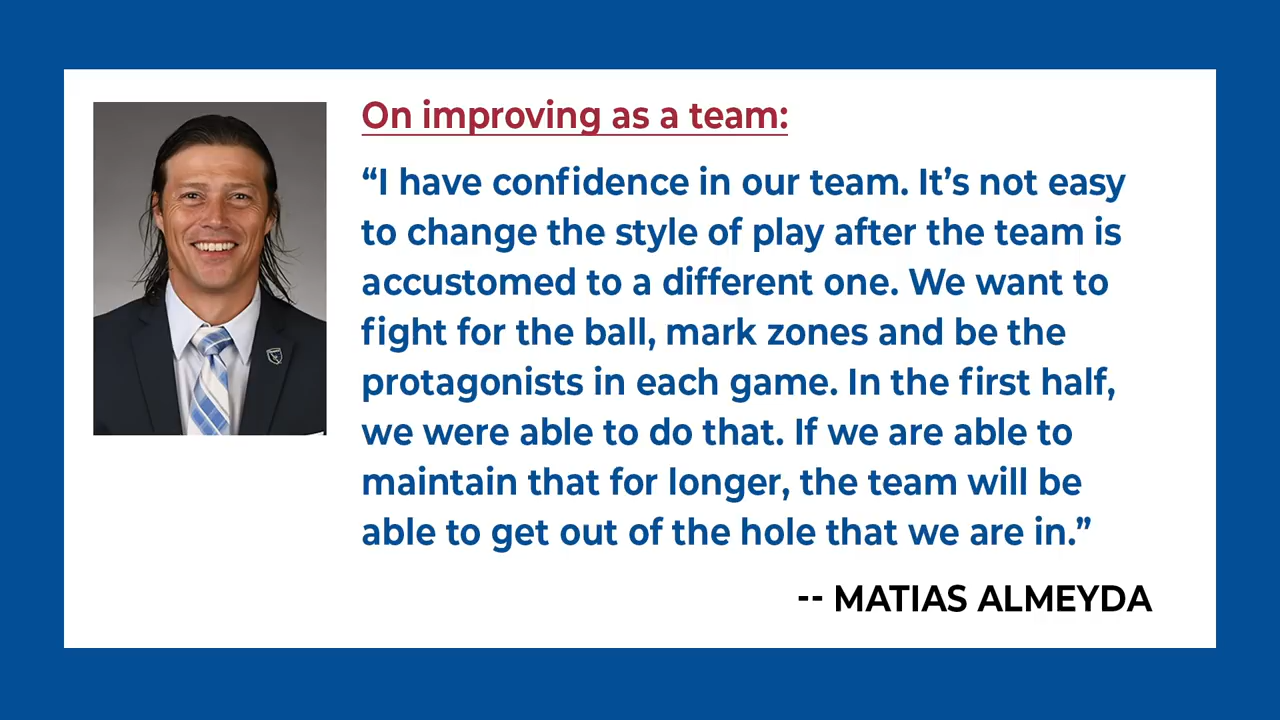 On improving as a team:
“I have confidence in our team. It’s not easy
to change the style of play after the team is
accustomed to a different one. We want to
fight for the ball, mark zones and be the
protagonists in each game. In the first half,
we were able to do that. If we are able to
maintain that for longer, the team will be
able to get out of the hole that we are in.”
-- MATIAS ALMEYDA